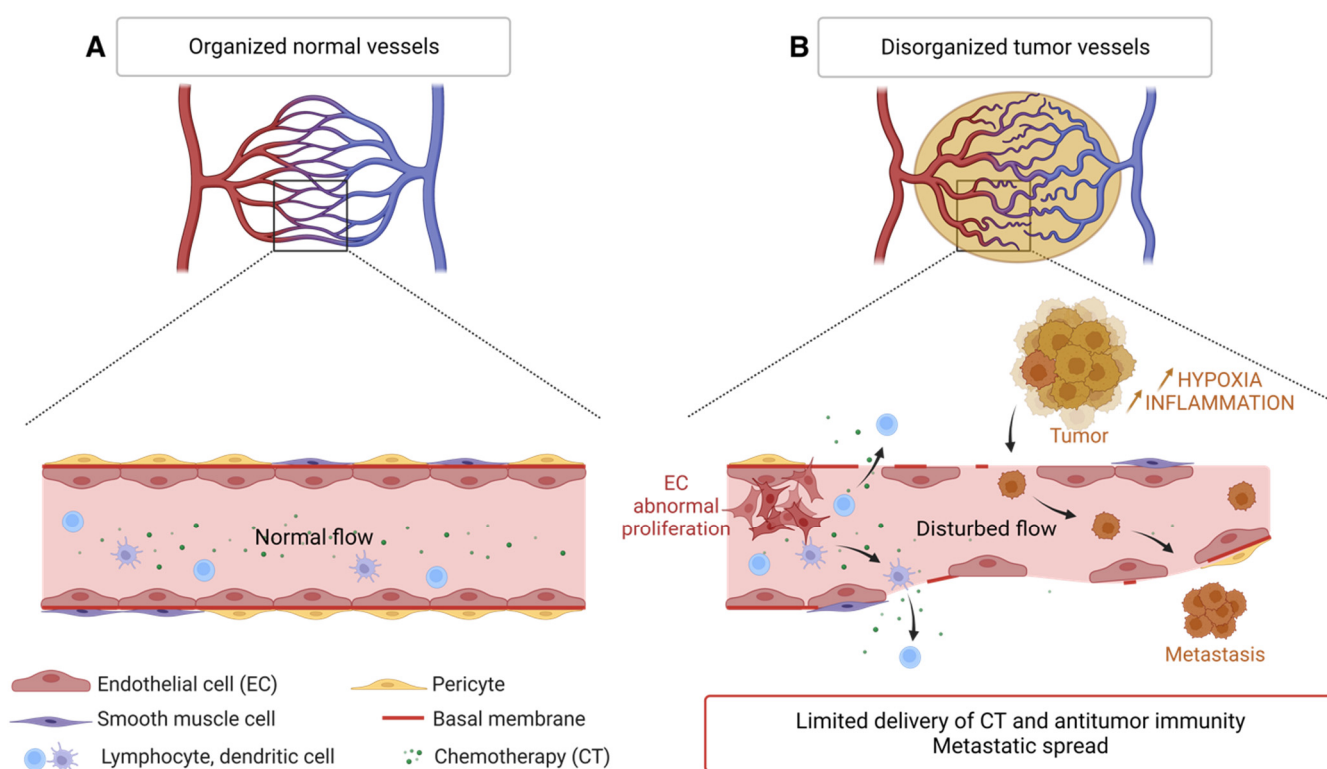 A
Organized normal vessels
B
Disorganized tumor vessels
HYPOXIA
INFLAMMATION
Tumor
EC
abnormal
proliferation
Normal flow
Disturbed flow
Metastasis
Endothelial cell (EC)
Pericyte
Smooth muscle cell
Basal membrane
Lymphocyte, dendritic cell
Chemotherapy (CT)
Limited delivery of CT and antitumor immunity
Metastatic spread